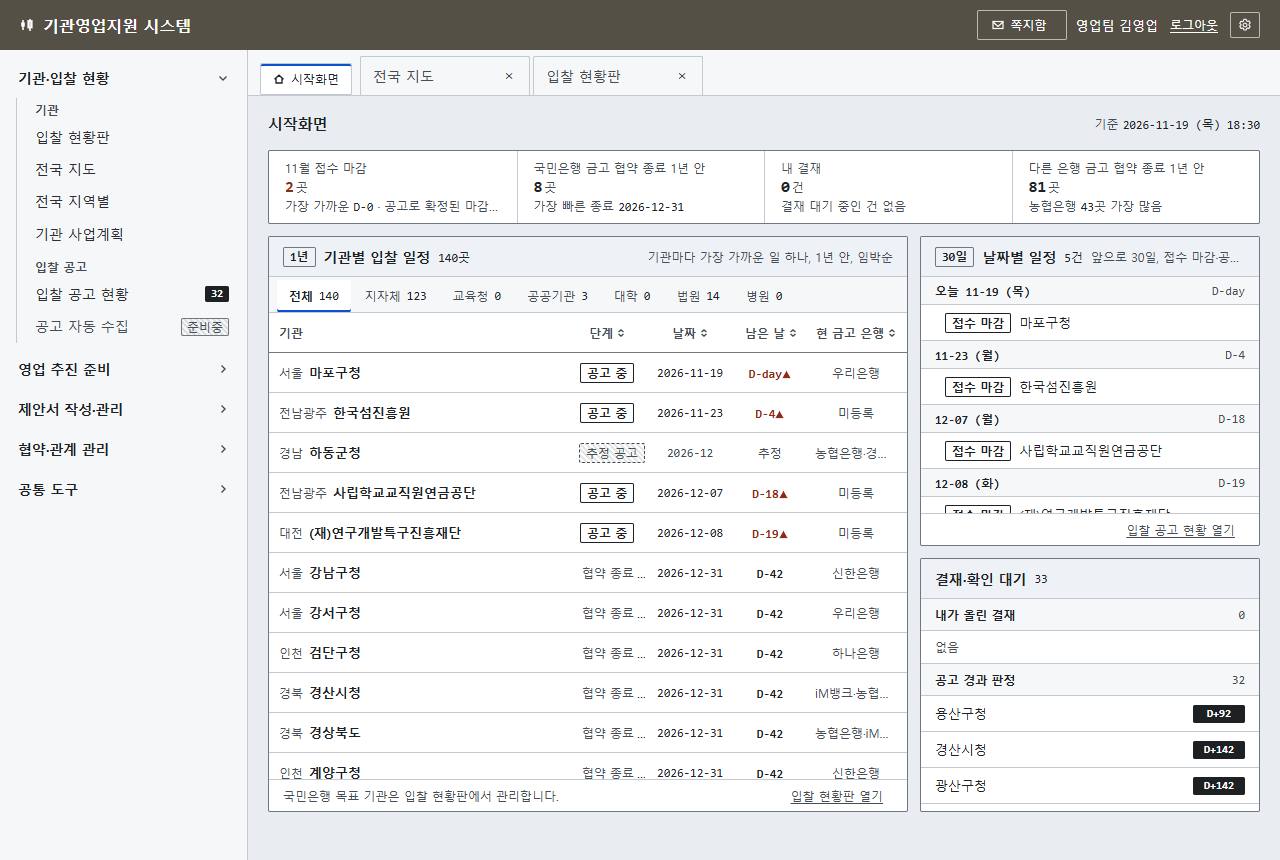 기관영업지원 시스템
쪽지함
영업팀 김영업
로그아웃
기관·입찰 현황
기관
입찰 현황판
전국 지도
전국 지역별
기관 사업계획
입찰 공고
입찰 공고 현황 32
공고 자동 수집 준비중
영업 추진 준비
제안서 작성·관리
협약·관계 관리
공통 도구
시작화면
전국 지도 ×
입찰 현황판 ×
시작화면
기준 2026-11-19 (목) 18:30
11월 접수 마감
2곳
가장 가까운 D-0 · 공고로 확정된 마감…
국민은행 금고 협약 종료 1년 안
8곳
가장 빠른 종료 2026-12-31
내 결재
0건
결재 대기 중인 건 없음
다른 은행 금고 협약 종료 1년 안
81곳
농협은행 43곳 가장 많음
1년 기관별 입찰 일정 140곳
기관마다 가장 가까운 일 하나, 1년 안, 임박순
전체 140 지자체 123 교육청 0 공공기관 3 대학 0 법원 14 병원 0
기관 단계 날짜 남은 날 현 금고 은행
서울 마포구청 공고 중 2026-11-19 D-day▲ 우리은행
전남광주 한국섬진흥원 공고 중 2026-11-23 D-4▲ 미등록
경남 하동군청 추정 공고 2026-12 추정 농협은행·경…
전남광주 사립학교교직원연금공단 공고 중 2026-12-07 D-18▲ 미등록
대전 (재)연구개발특구진흥재단 공고 중 2026-12-08 D-19▲ 미등록
서울 강남구청 협약 종료 … 2026-12-31 D-42 신한은행
서울 강서구청 협약 종료 … 2026-12-31 D-42 우리은행
인천 검단구청 협약 종료 … 2026-12-31 D-42 하나은행
경북 경산시청 협약 종료 … 2026-12-31 D-42 iM뱅크·농협…
경북 경상북도 협약 종료 … 2026-12-31 D-42 농협은행·iM…
인천 계양구청 협약 종료 … 2026-12-31 D-42 신한은행
국민은행 목표 기관은 입찰 현황판에서 관리합니다.
입찰 현황판 열기
30일 날짜별 일정 5건 앞으로 30일, 접수 마감·공…
오늘 11-19 (목) D-day
접수 마감 마포구청
11-23 (월) D-4
접수 마감 한국섬진흥원
12-07 (월) D-18
접수 마감 사립학교교직원연금공단
12-08 (화) D-19
접수 마감 (재)연구개발특구진흥재단
입찰 공고 현황 열기
결재·확인 대기 33
내가 올린 결재 0
없음
공고 경과 판정 32
용산구청 D+92
경산시청 D+142
광산구청 D+142